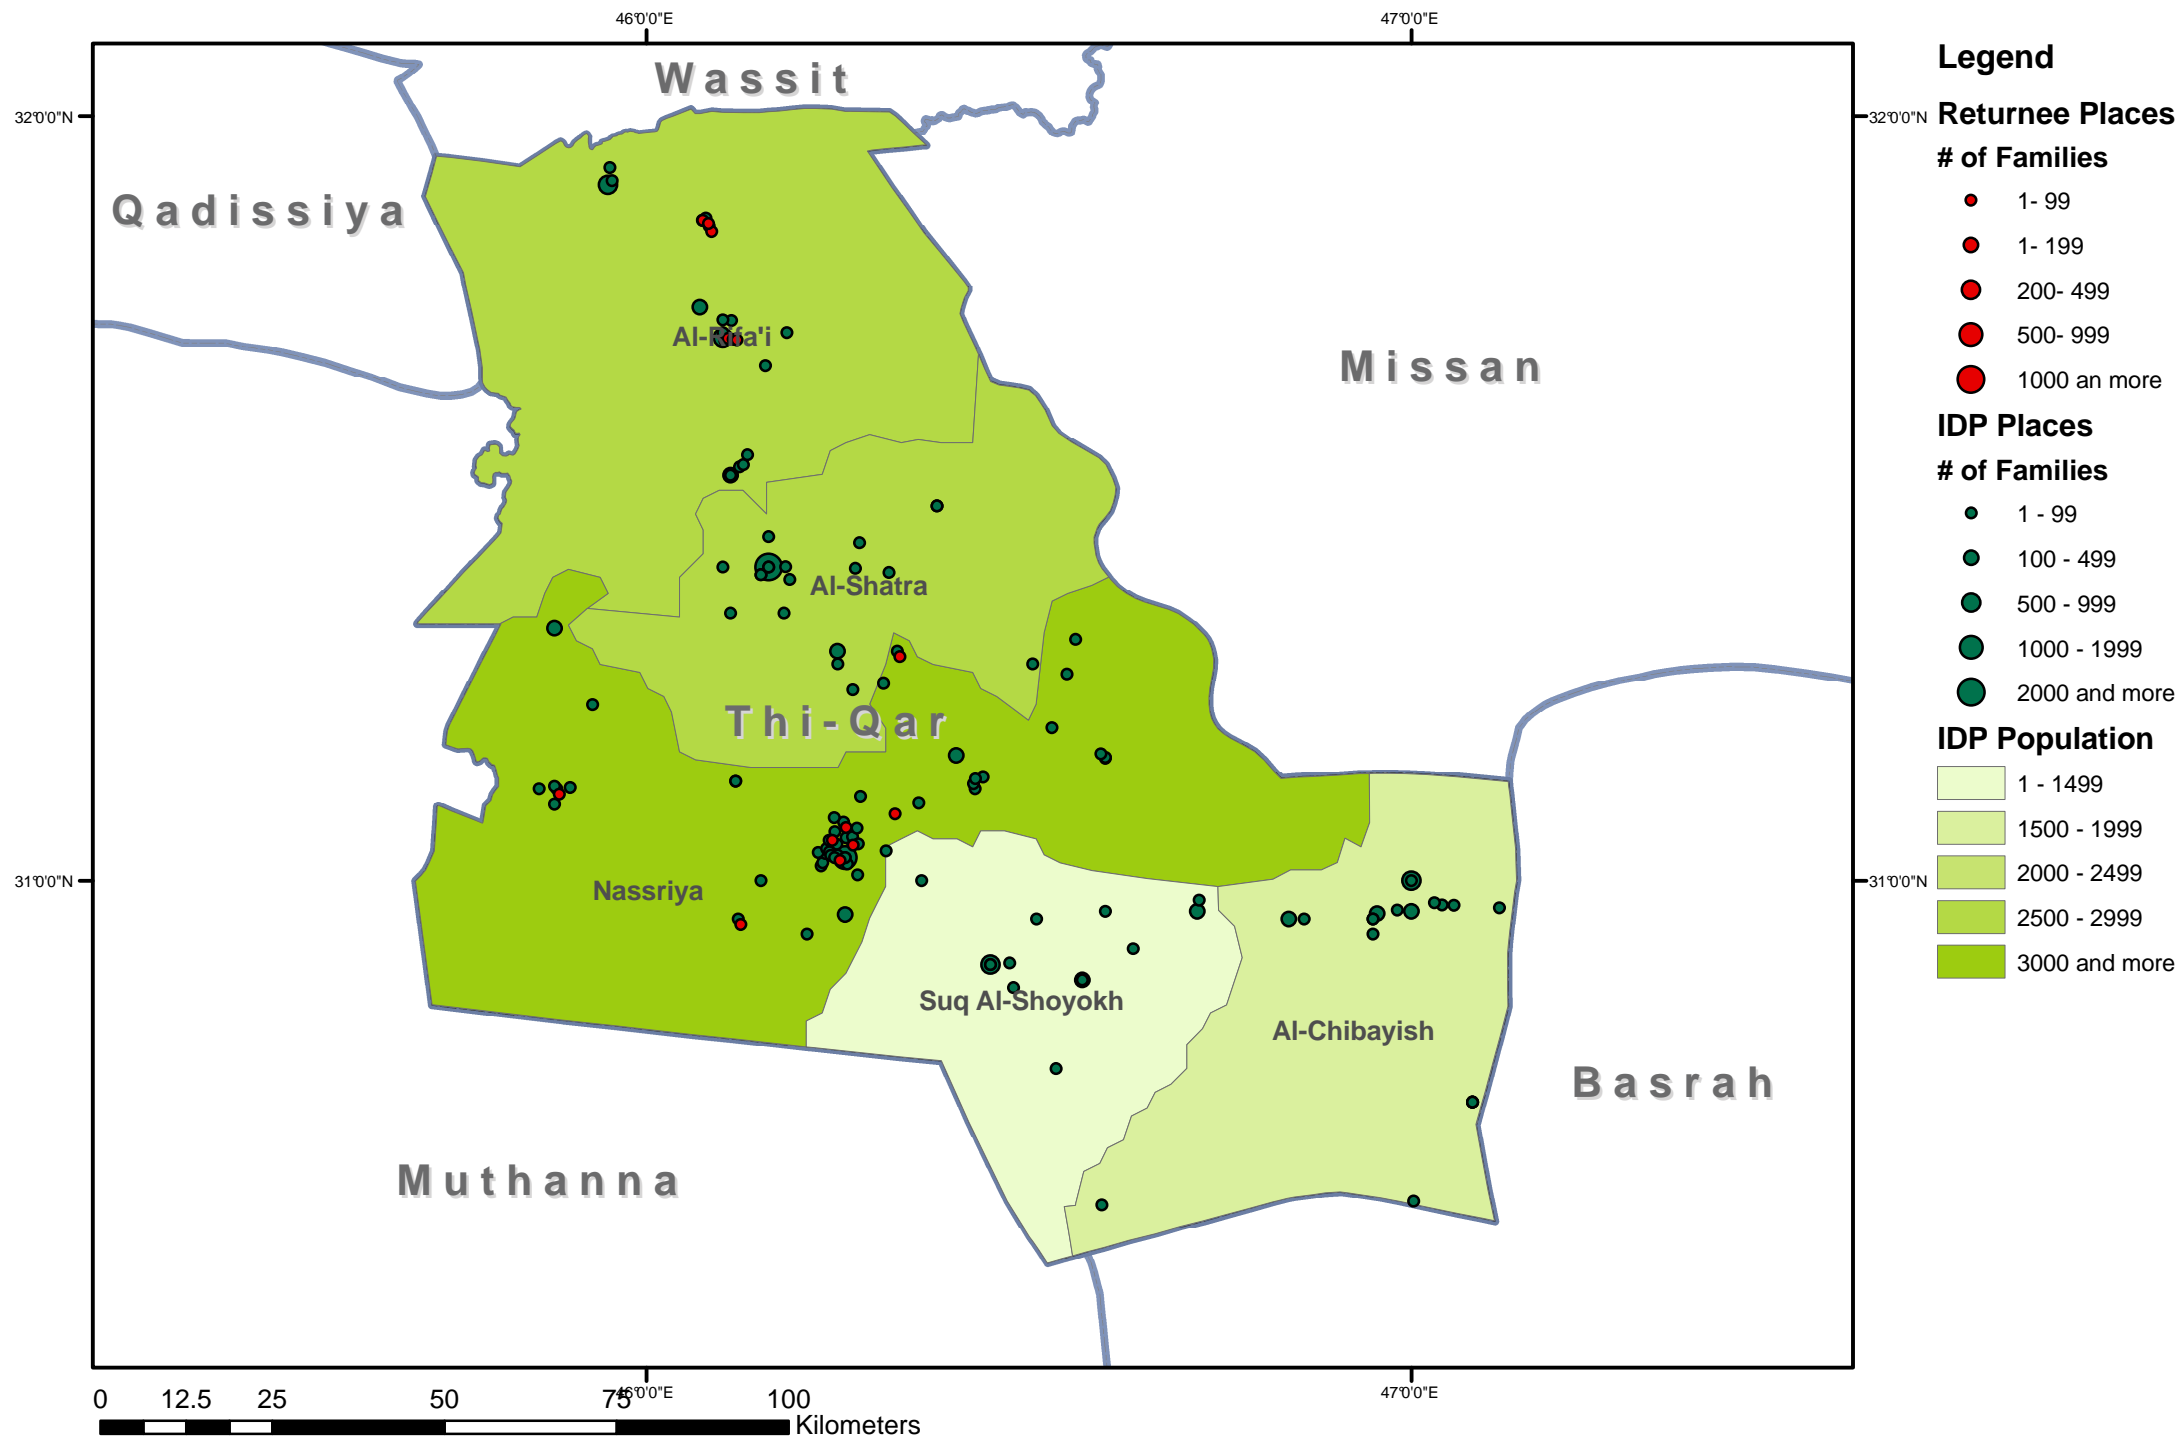 46°0'0"E
47°0'0"E
Wassit
32°0'0"N
32°0'0"N
Qadissiya
Al-Rifa'i
Missan
Al-Shatra
Thi-Qar
31°0'0"N
31°0'0"N
Nassriya
Suq Al-Shoyokh
Al-Chibayish
Basrah
Muthanna
46°0'0"E
47°0'0"E
0 12.5 25 50 75 100
Kilometers
Legend
Returnee Places
# of Families
1- 99
1- 199
200- 499
500- 999
1000 an more
IDP Places
# of Families
1 - 99
100 - 499
500 - 999
1000 - 1999
2000 and more
IDP Population
1 - 1499
1500 - 1999
2000 - 2499
2500 - 2999
3000 and more